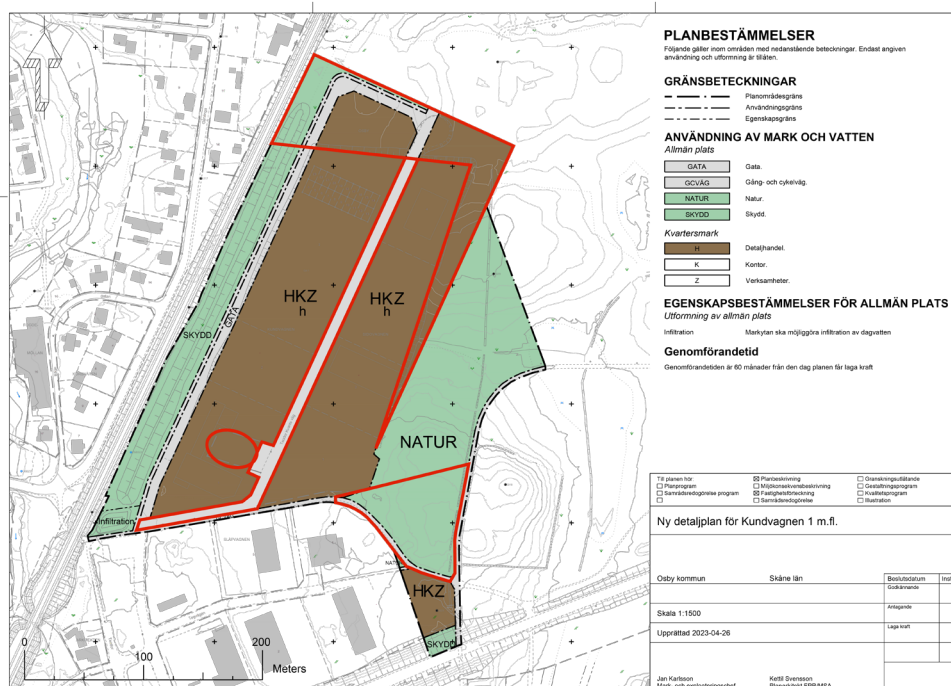 PLANBESTÄMMELSER
Följande gäller inom områden med nedanstående beteckningar. Endast angiven
användning och utformning är tillåten.
GRÄNSBETECKNINGAR
Planområdesgräns
Användningsgräns
Egenskapsgräns
ANVÄNDNING AV MARK OCH VATTEN
Allmän plats
GATA Gata.
GCVÄG Gång- och cykelväg.
NATUR Natur.
SKYDD Skydd.
Kvartersmark
H Detaljhandel.
K Kontor.
Z Verksamheter.
EGENSKAPSBESTÄMMELSER FÖR ALLMÄN PLATS
Utformning av allmän plats
Infiltration Markytan ska möjliggöra infiltration av dagvatten
Genomförandetid
Genomförandetiden är 60 månader från den dag planen får laga kraft
HKZ
h
HKZ
h
GATA
SKYDD
NATUR
Infiltration
HKZ
SKYDD
0 100 200
Meters
Till planen hör:
Planprogram
Samrådsredogörelse program
Planbeskrivning
Miljökonsekvensbeskrivning
Fastighetsförteckning
Samrådsredogörelse
Granskningsutlåtande
Gestaltningsprogram
Kvalitetsprogram
Illustration
Ny detaljplan för Kundvagnen 1 m.fl.
Osby kommun Skåne län
Beslutsdatum
Godkännande
Antagande
Laga kraft
Skala 1:1500
Upprättad 2023-04-26
Jan Karlsson Kettil Svensson